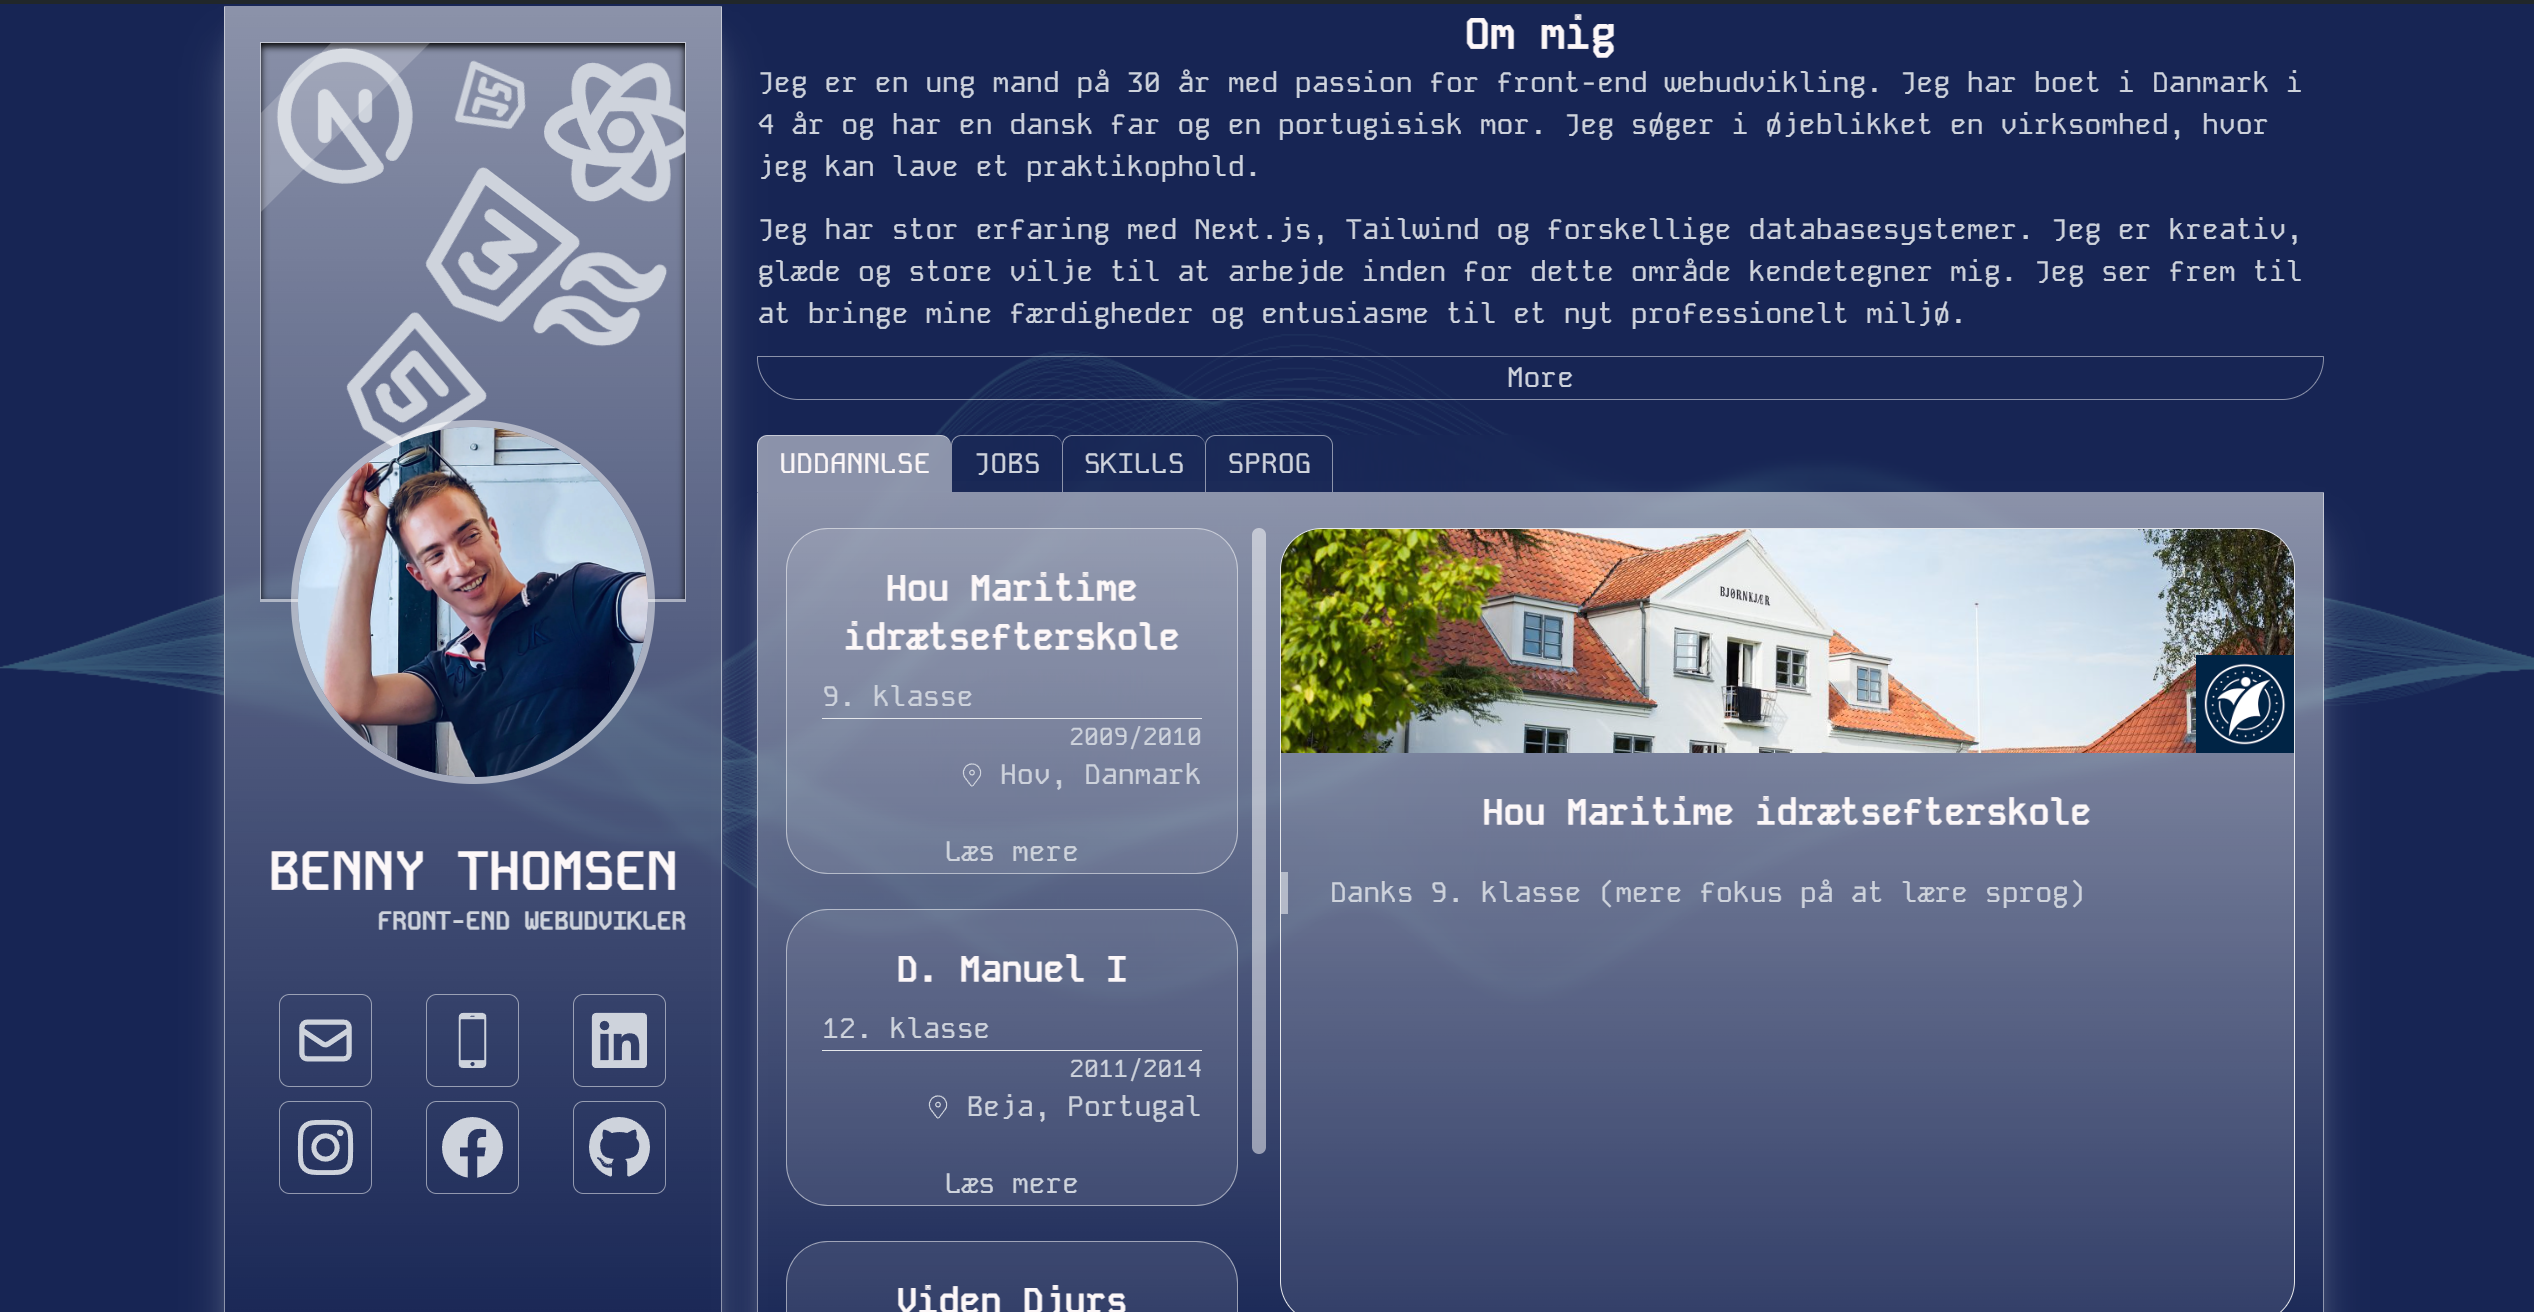 Om mig
Jeg er en ung mand på 30 år med passion for front-end webudvikling. Jeg har boet i Danmark i
4 år og har en dansk far og en portugisisk mor. Jeg søger i øjeblikket en virksomhed, hvor
jeg kan lave et praktikophold.
Jeg har stor erfaring med Next.js, Tailwind og forskellige databasesystemer. Jeg er kreativ,
glæde og store vilje til at arbejde inden for dette område kendetegner mig. Jeg ser frem til
at bringe mine færdigheder og entusiasme til et nyt professionelt miljø.
More
N
JS
3
5
BENNY THOMSEN
FRONT-END WEBUDVIKLER
in
UDDANNLSE
JOBS
SKILLS
SPROG
Hou Maritime
idrætsefterskole
9. klasse
2009/2010
Hov, Danmark
Læs mere
D. Manuel I
12. klasse
2011/2014
Beja, Portugal
Læs mere
Viden Djurs
BJØRNKJÆR
Hou Maritime idrætsefterskole
Danks 9. klasse (mere fokus på at lære sprog)